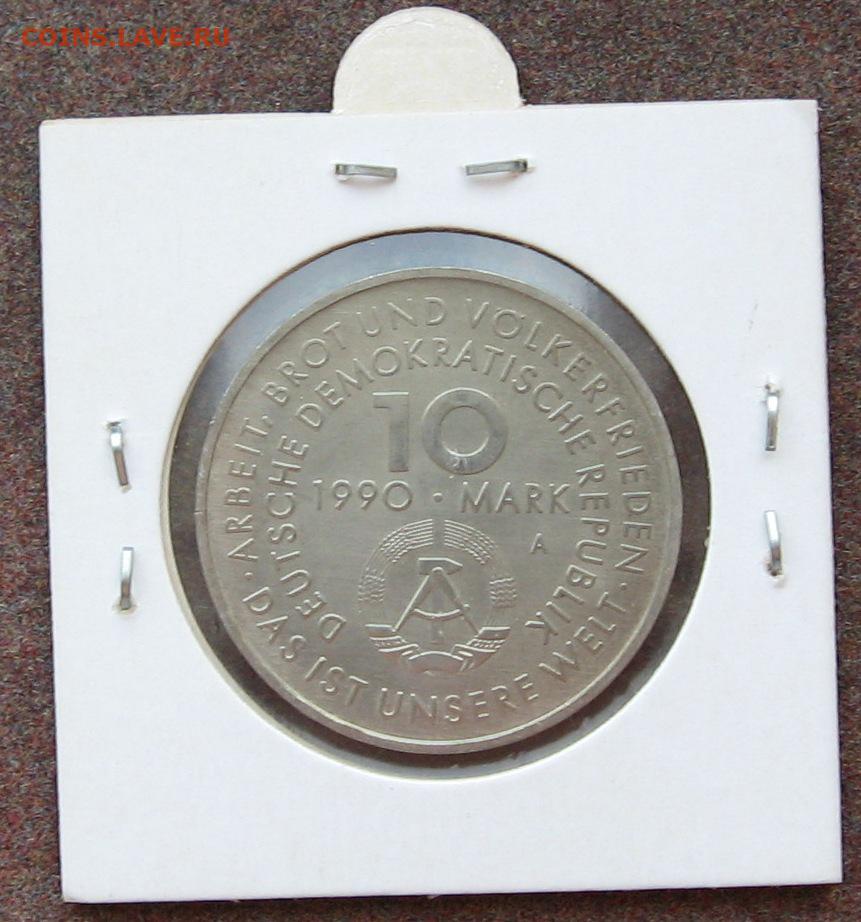 COINS.LAVE.RU
· ARBEIT, BROT UND VÖLKERFRIEDEN ·
DAS IST UNSERE WELT
DEUTSCHE DEMOKRATISCHE REPUBLIK
10
1990 · MARK
A